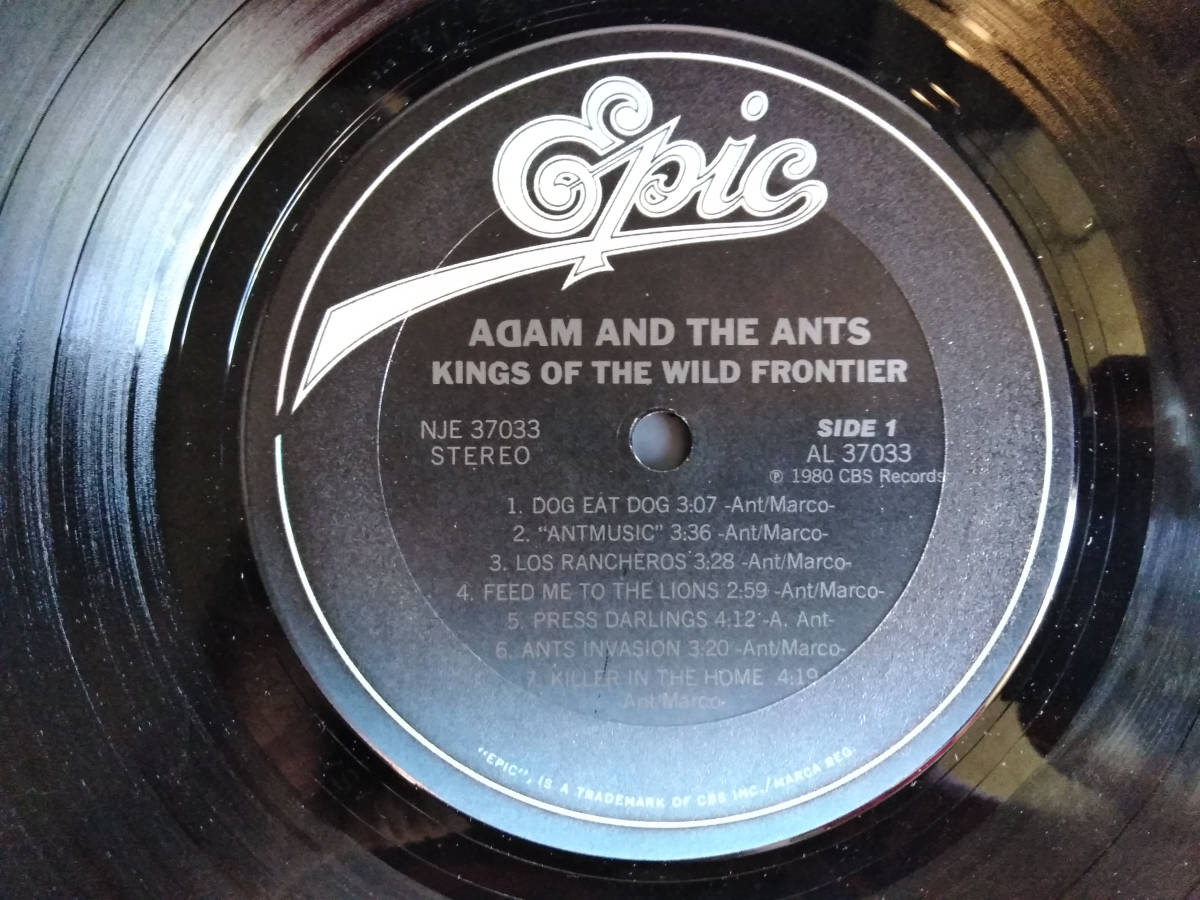 Epic
ADAM AND THE ANTS
KINGS OF THE WILD FRONTIER
NJE 37033
STEREO
SIDE 1
AL 37033
℗ 1980 CBS Records
1. DOG EAT DOG 3:07 -Ant/Marco-
2. "ANTMUSIC" 3:36 -Ant/Marco-
3. LOS RANCHEROS 3:28 -Ant/Marco-
4. FEED ME TO THE LIONS 2:59 -Ant/Marco-
5. PRESS DARLINGS 4:12 -A. Ant-
6. ANTS INVASION 3:20 -Ant/Marco-
7. KILLER IN THE HOME 4:19
Ant/Marco-
"EPIC", IS A TRADEMARK OF CBS INC./MARCA REG.